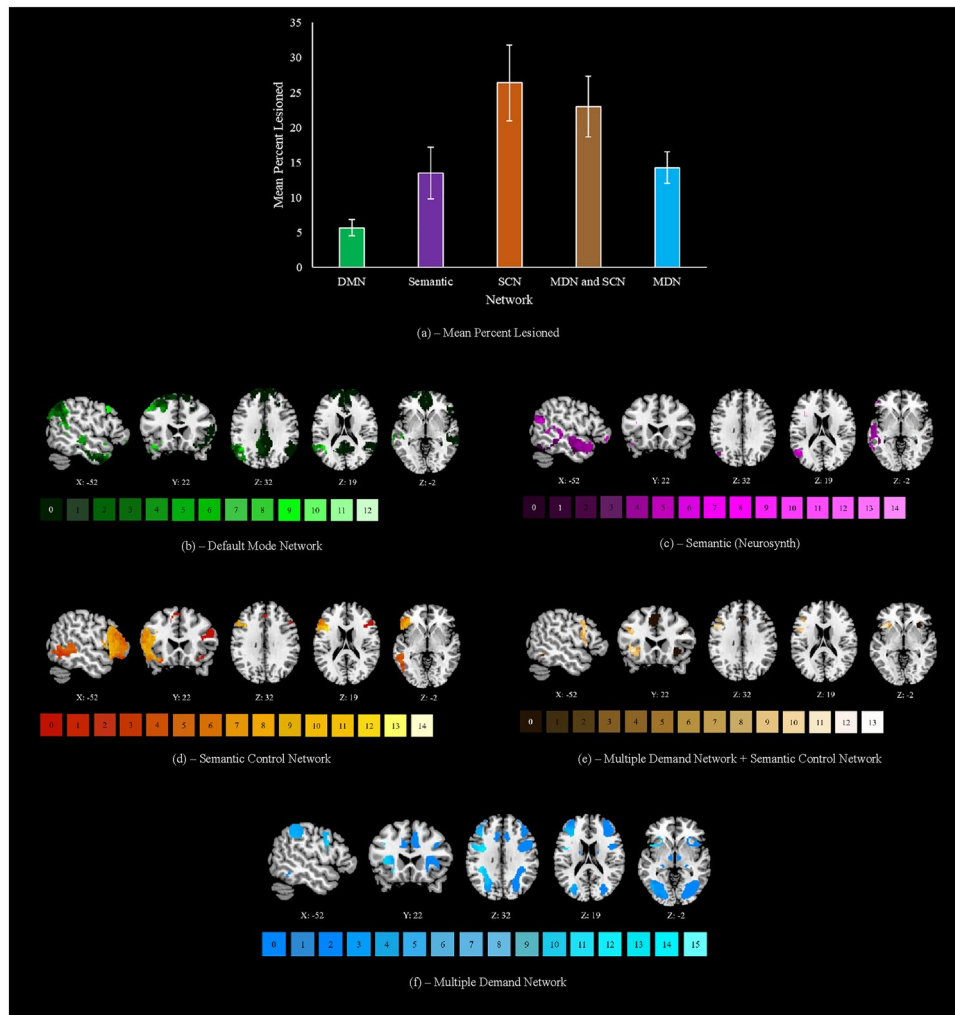 35
30
25
20
15
10
5
0
Mean Percent Lesioned
DMN Semantic SCN MDN and SCN MDN
Network
(a) – Mean Percent Lesioned
X: -52 Y: 22 Z: 32 Z: 19 Z: -2
0 1 2 3 4 5 6 7 8 9 10 11 12
(b) – Default Mode Network
X: -52 Y: 22 Z: 32 Z: 19 Z: -2
0 1 2 3 4 5 6 7 8 9 10 11 12 13 14
(c) – Semantic (Neurosynth)
X: -52 Y: 22 Z: 32 Z: 19 Z: -2
0 1 2 3 4 5 6 7 8 9 10 11 12 13 14
(d) – Semantic Control Network
X: -52 Y: 22 Z: 32 Z: 19 Z: -2
0 1 2 3 4 5 6 7 8 9 10 11 12 13
(e) – Multiple Demand Network + Semantic Control Network
X: -52 Y: 22 Z: 32 Z: 19 Z: -2
0 1 2 3 4 5 6 7 8 9 10 11 12 13 14 15
(f) – Multiple Demand Network